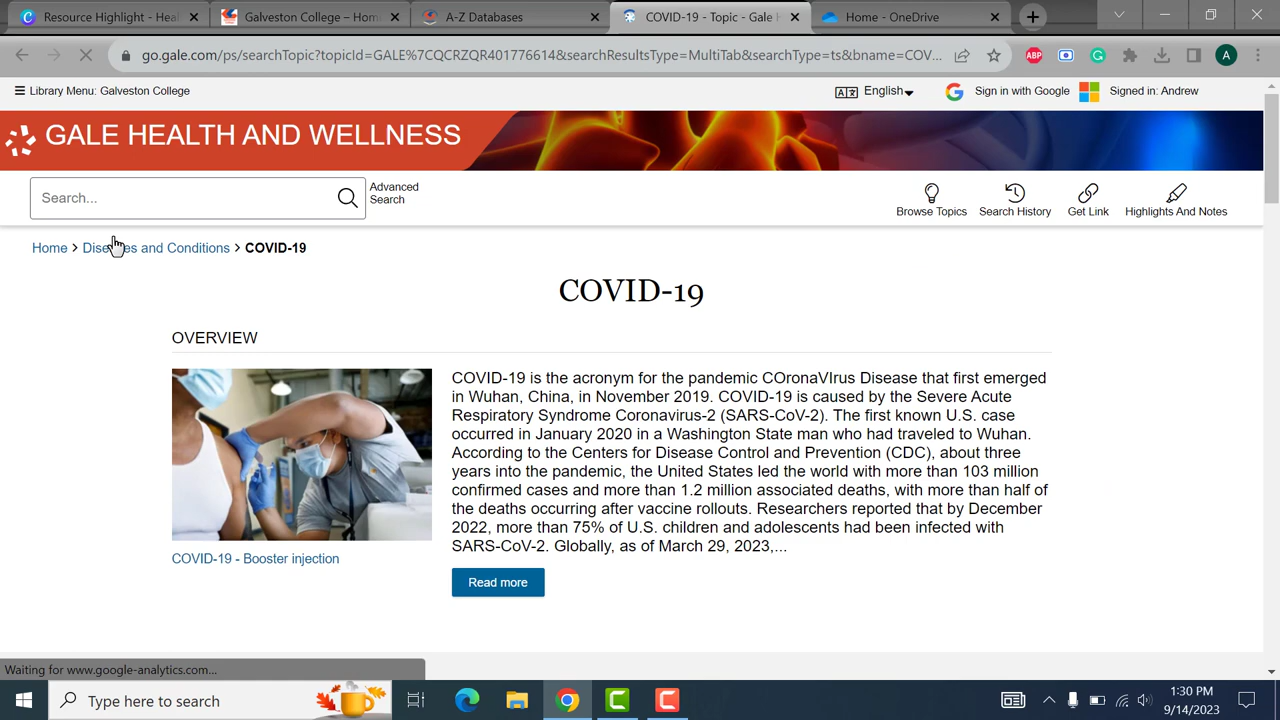 Resource Highlight - Heal
Galveston College – Hom
A-Z Databases
COVID-19 - Topic - Gale H
Home - OneDrive
go.gale.com/ps/searchTopic?topicId=GALE%7CQCRZQR401776614&searchResultsType=MultiTab&searchType=ts&bname=COV...
ABP
A
Library Menu: Galveston College
English
Sign in with Google
Signed in: Andrew
GALE HEALTH AND WELLNESS
Search...
Advanced
Search
Browse Topics
Search History
Get Link
Highlights And Notes
Home > Diseases and Conditions > COVID-19
COVID-19
OVERVIEW
COVID-19 is the acronym for the pandemic COronaVIrus Disease that first emerged
in Wuhan, China, in November 2019. COVID-19 is caused by the Severe Acute
Respiratory Syndrome Coronavirus-2 (SARS-CoV-2). The first known U.S. case
occurred in January 2020 in a Washington State man who had traveled to Wuhan.
According to the Centers for Disease Control and Prevention (CDC), about three
years into the pandemic, the United States led the world with more than 103 million
confirmed cases and more than 1.2 million associated deaths, with more than half of
the deaths occurring after vaccine rollouts. Researchers reported that by December
2022, more than 75% of U.S. children and adolescents had been infected with
SARS-CoV-2. Globally, as of March 29, 2023,...
COVID-19 - Booster injection
Read more
Waiting for www.google-analytics.com...
Type here to search
1:30 PM
9/14/2023